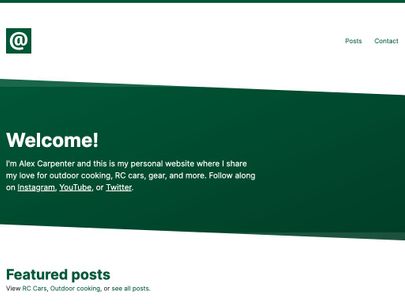 @
Posts Contact
Welcome!
I'm Alex Carpenter and this is my personal website where I share
my love for outdoor cooking, RC cars, gear, and more. Follow along
on Instagram, YouTube, or Twitter.
Featured posts
View RC Cars, Outdoor cooking, or see all posts.